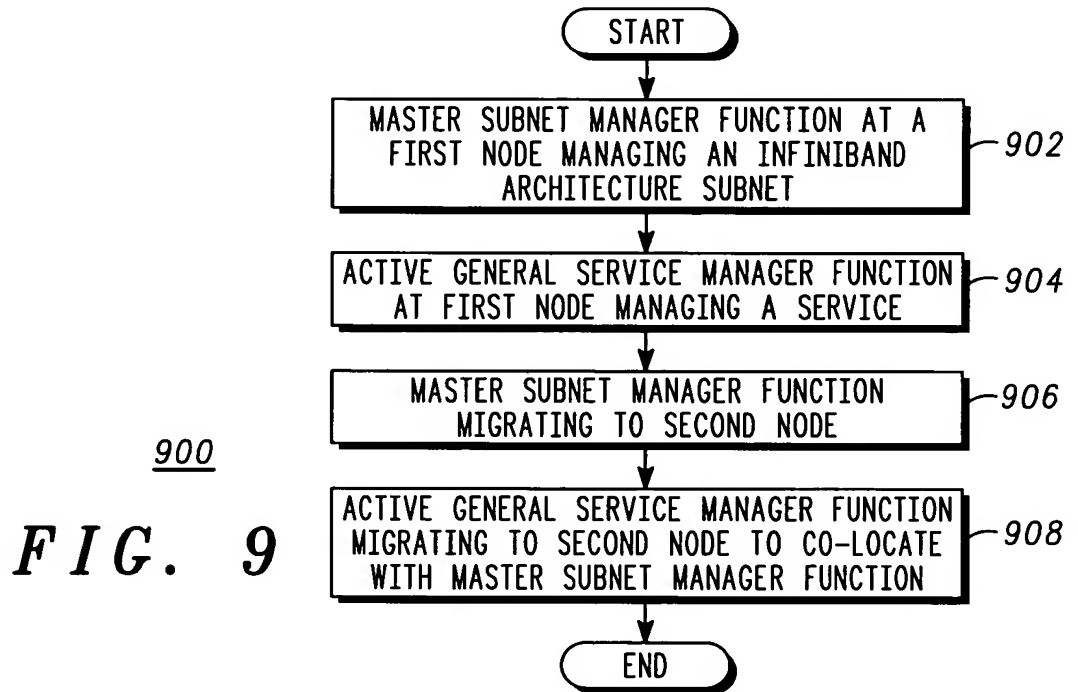 START
MASTER SUBNET MANAGER FUNCTION AT A
FIRST NODE MANAGING AN INFINIBAND
ARCHITECTURE SUBNET
902
ACTIVE GENERAL SERVICE MANAGER FUNCTION
AT FIRST NODE MANAGING A SERVICE
904
MASTER SUBNET MANAGER FUNCTION
MIGRATING TO SECOND NODE
906
ACTIVE GENERAL SERVICE MANAGER FUNCTION
MIGRATING TO SECOND NODE TO CO-LOCATE
WITH MASTER SUBNET MANAGER FUNCTION
908
END
900
FIG. 9